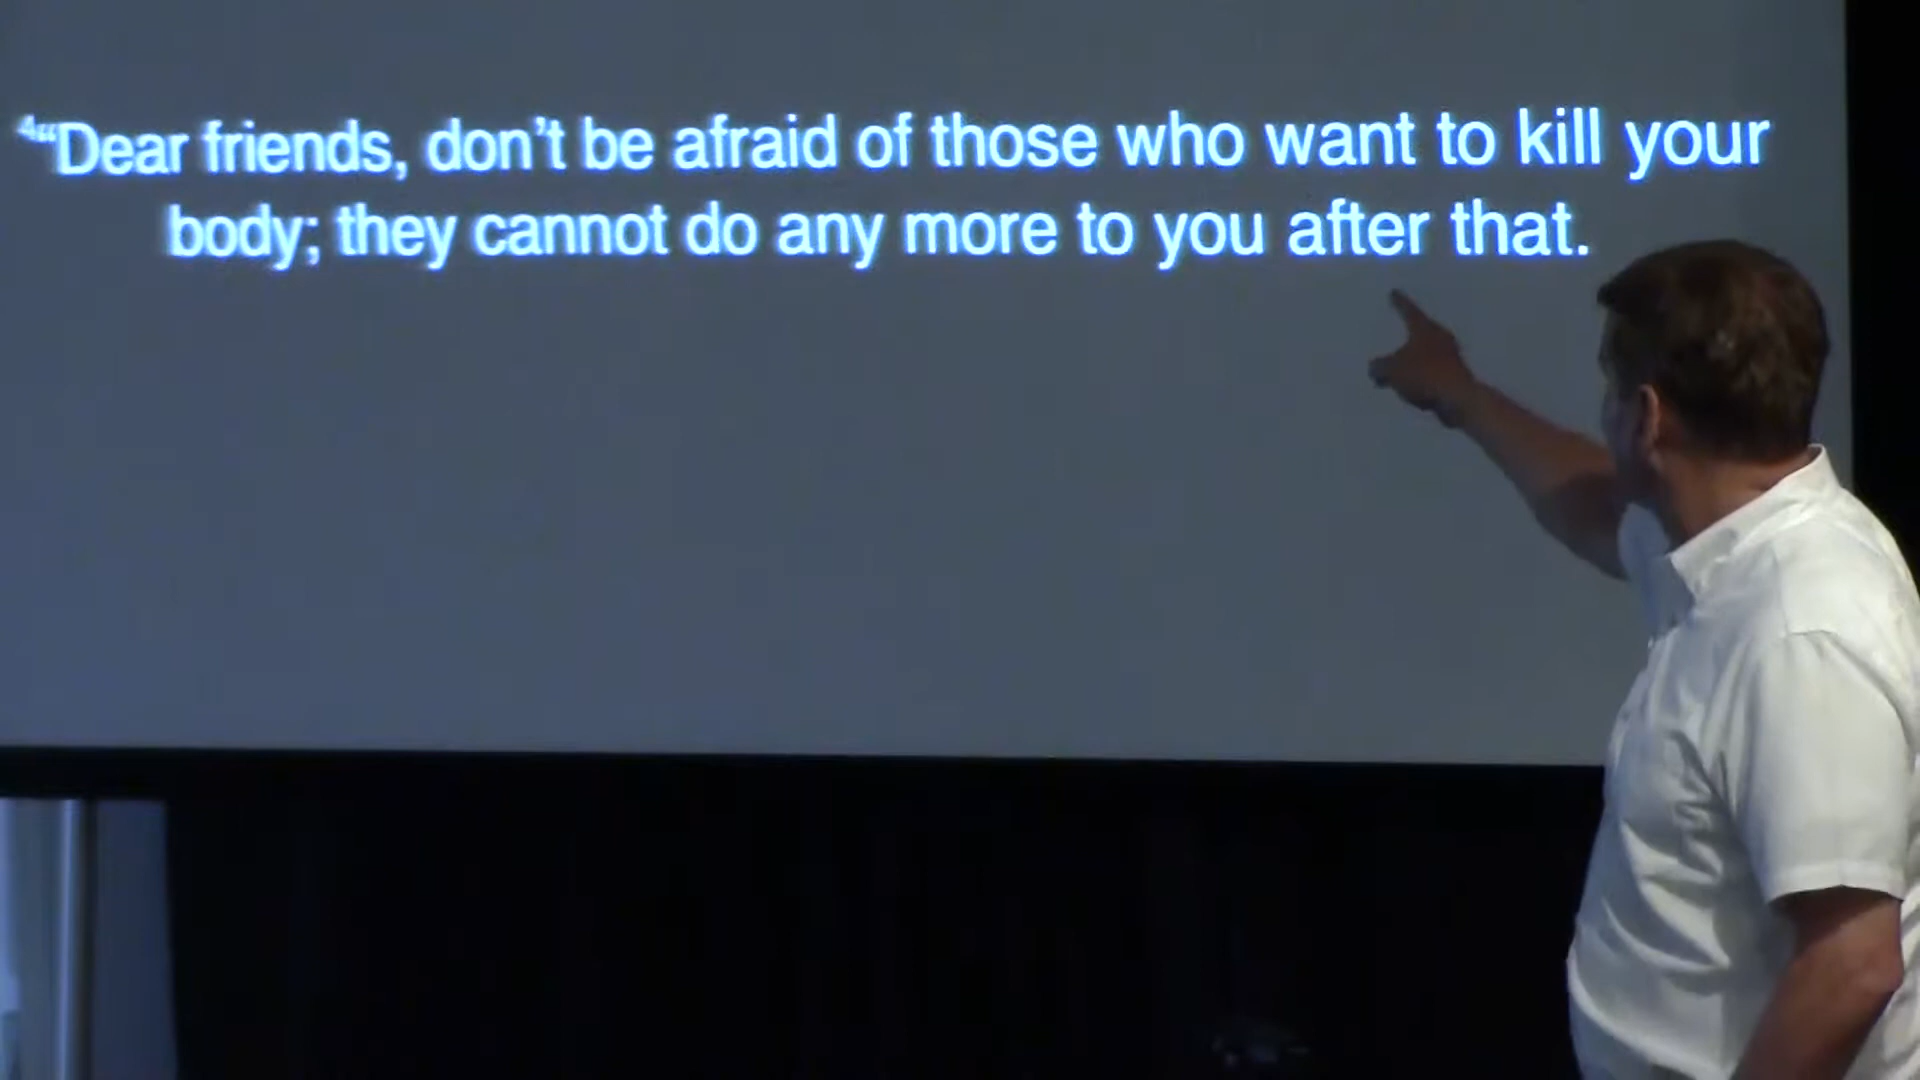 ⁴“Dear friends, don’t be afraid of those who want to kill your
body; they cannot do any more to you after that.